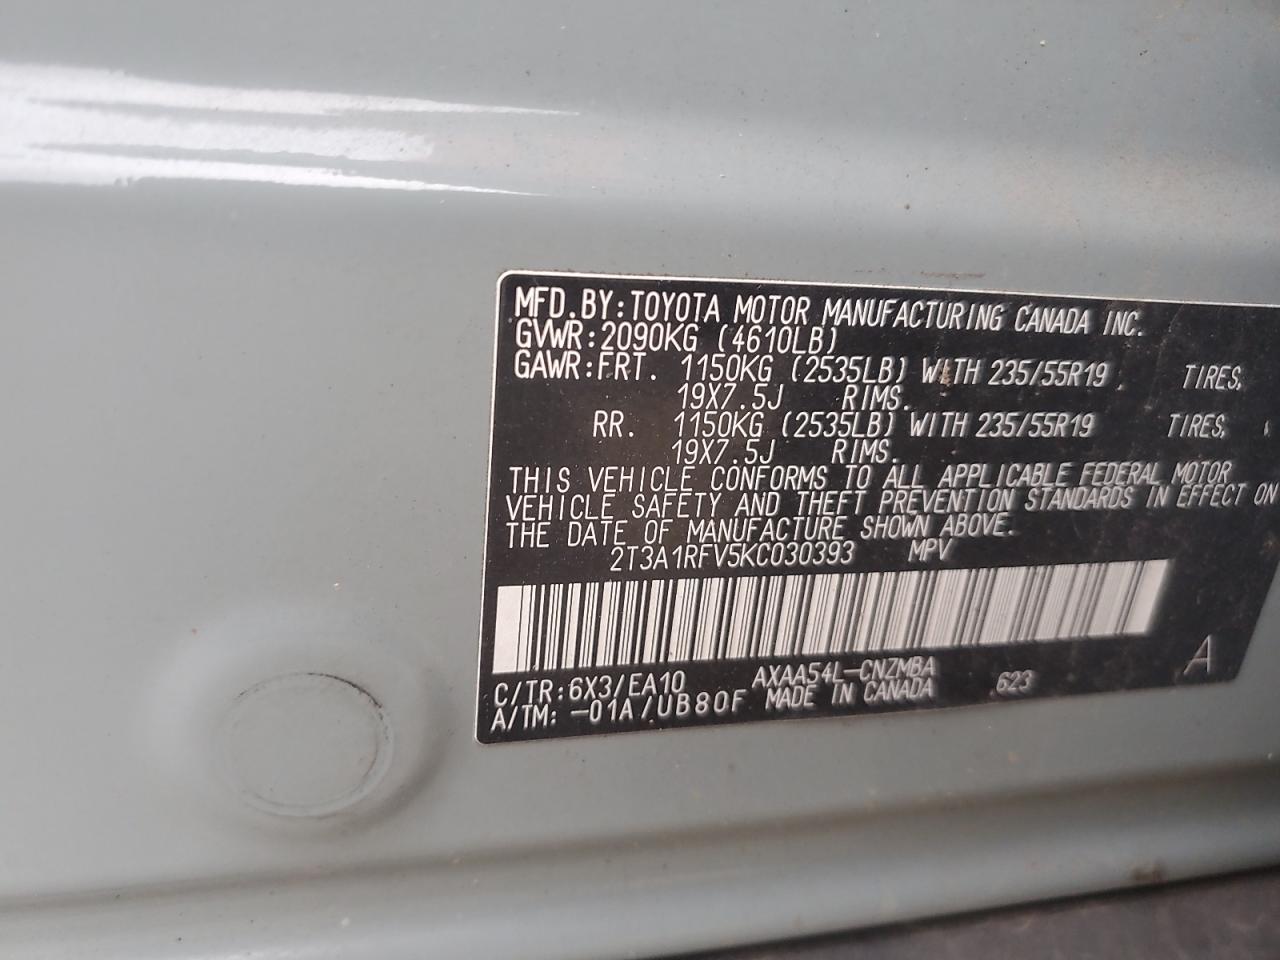 MFD.BY:TOYOTA MOTOR MANUFACTURING CANADA INC.
GVWR:2090KG (4610LB)
GAWR:FRT. 1150KG (2535LB) WITH 235/55R19 TIRES,
19X7.5J RIMS.
RR. 1150KG (2535LB) WITH 235/55R19 TIRES,
19X7.5J RIMS.
THIS VEHICLE CONFORMS TO ALL APPLICABLE FEDERAL MOTOR
VEHICLE SAFETY AND THEFT PREVENTION STANDARDS IN EFFECT ON
THE DATE OF MANUFACTURE SHOWN ABOVE.
2T3A1RFV5KC030393 MPV
C/TR:6X3/EA10 AXAA54L-CNZMBA 623 A
A/TM: -01A/UB80F MADE IN CANADA